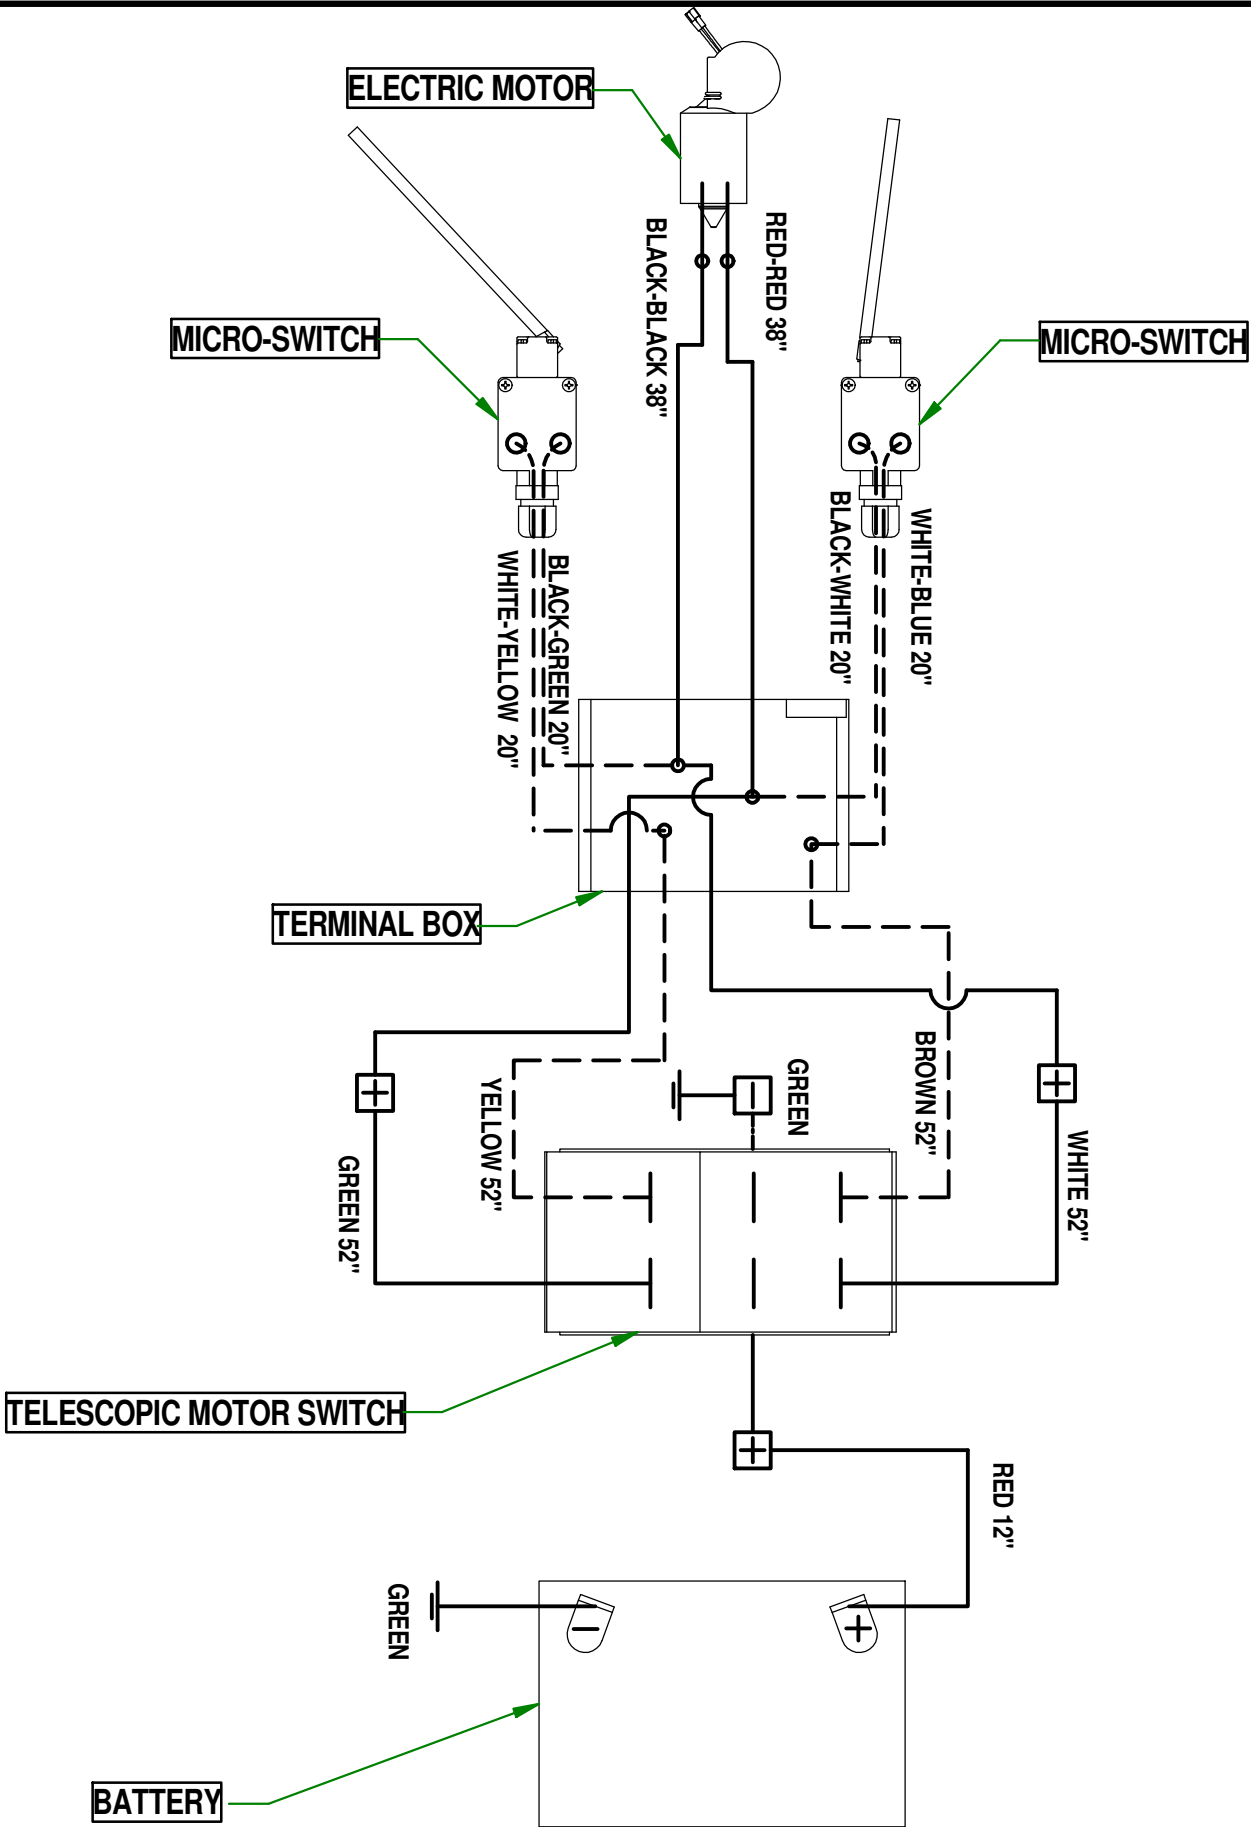 ELECTRIC MOTOR
MICRO-SWITCH
MICRO-SWITCH
BLACK-BLACK 38"
RED-RED 38"
WHITE-YELLOW 20"
BLACK-GREEN 20"
BLACK-WHITE 20"
WHITE-BLUE 20"
TERMINAL BOX
GREEN 52"
YELLOW 52"
GREEN
BROWN 52"
WHITE 52"
TELESCOPIC MOTOR SWITCH
RED 12"
GREEN
BATTERY